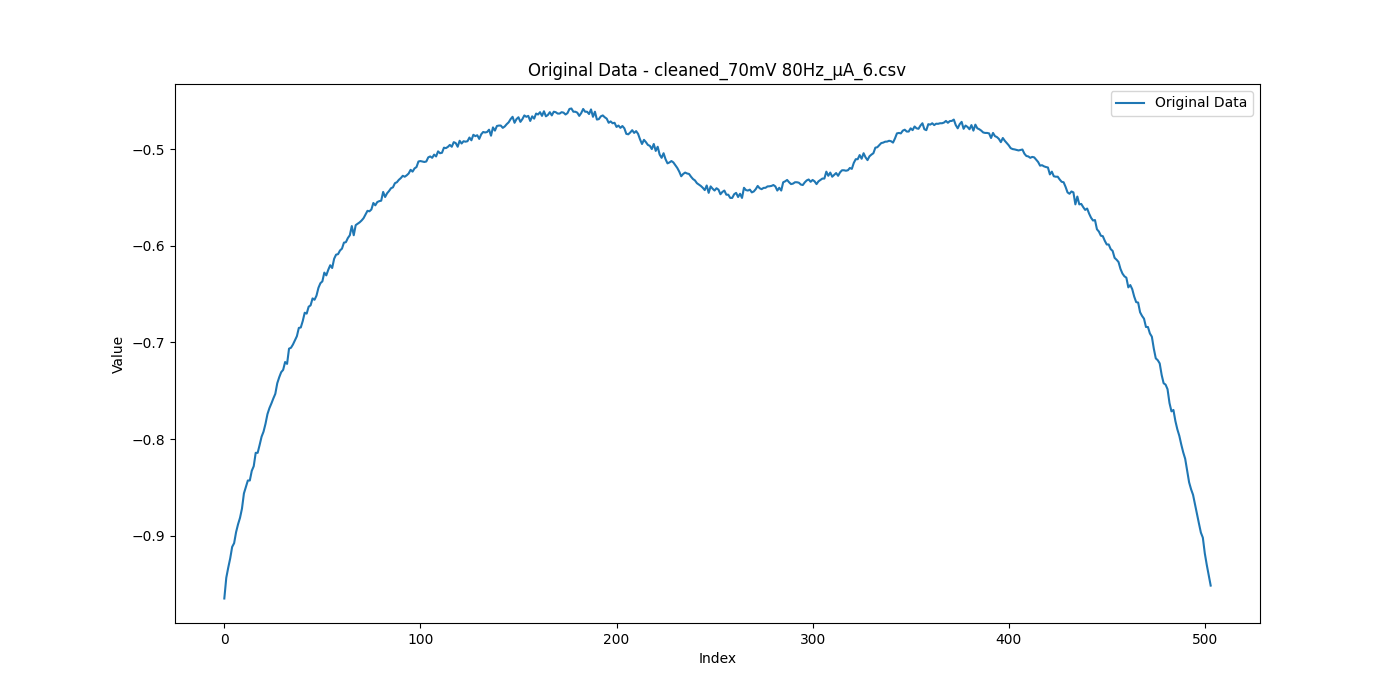 Original Data - cleaned_70mV 80Hz_μA_6.csv
Original Data
Value
−0.5
−0.6
−0.7
−0.8
−0.9
0
100
200
300
400
500
Index